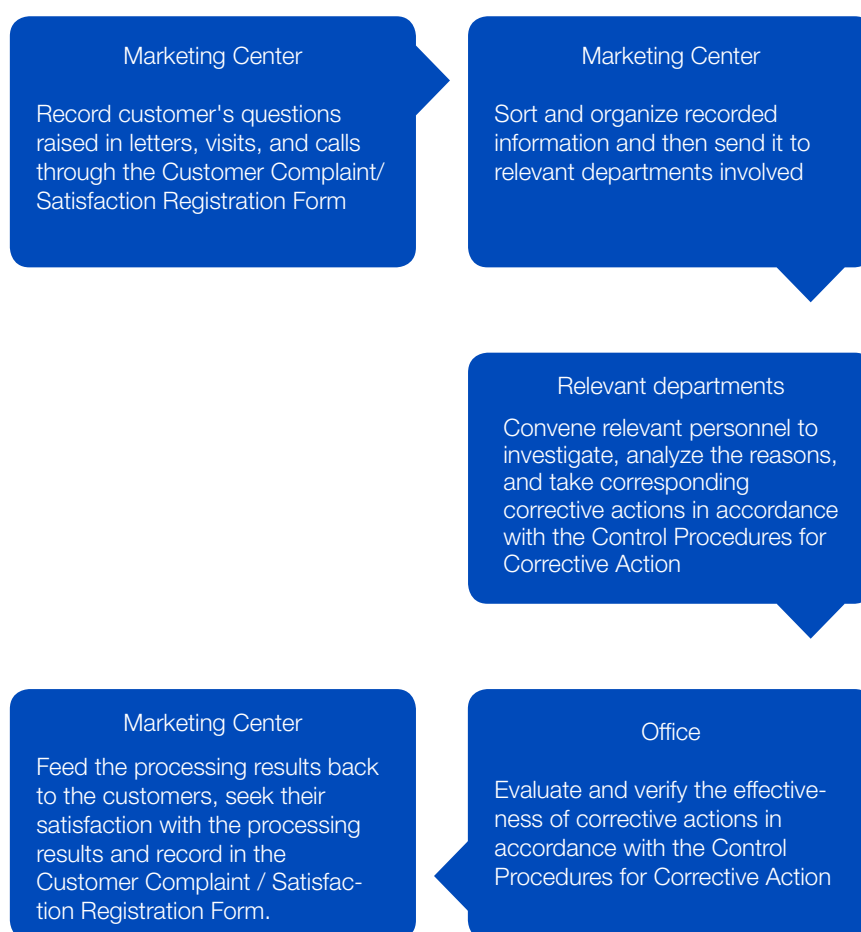 Marketing Center
Record customer's questions
raised in letters, visits, and calls
through the Customer Complaint/
Satisfaction Registration Form
Marketing Center
Sort and organize recorded
information and then send it to
relevant departments involved
Relevant departments
Convene relevant personnel to
investigate, analyze the reasons,
and take corresponding
corrective actions in accordance
with the Control Procedures for
Corrective Action
Office
Evaluate and verify the effective-
ness of corrective actions in
accordance with the Control
Procedures for Corrective Action
Marketing Center
Feed the processing results back
to the customers, seek their
satisfaction with the processing
results and record in the
Customer Complaint / Satisfac-
tion Registration Form.